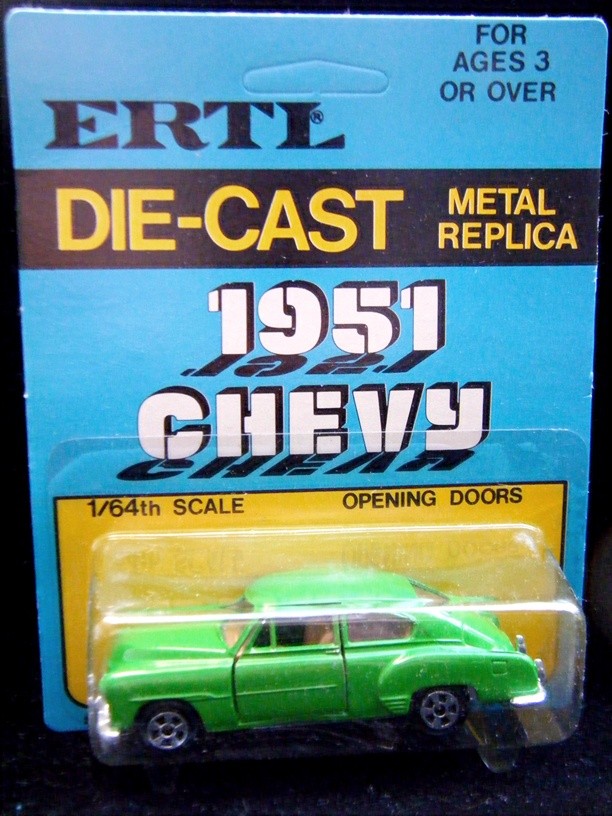 FOR
AGES 3
OR OVER
ERTL®
DIE-CAST
METAL
REPLICA
1951
CHEVY
1/64th SCALE
OPENING DOORS